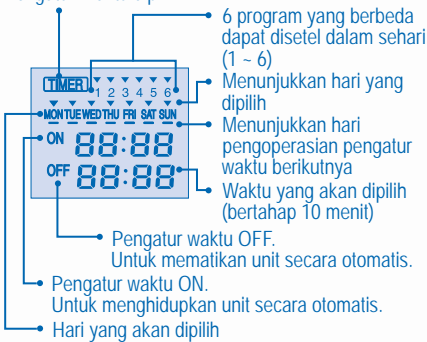 6 program yang berbeda
dapat disetel dalam sehari
(1 ~ 6)
Menunjukkan hari yang
dipilih
Menunjukkan hari
pengoperasian pengatur
waktu berikutnya
Waktu yang akan dipilih
(bertahap 10 menit)
TIMER
1 2 3 4 5 6
MON TUE WED THU FRI SAT SUN
ON 88:88
OFF 88:88
Pengatur waktu OFF.
Untuk mematikan unit secara otomatis.
Pengatur waktu ON.
Untuk menghidupkan unit secara otomatis.
Hari yang akan dipilih